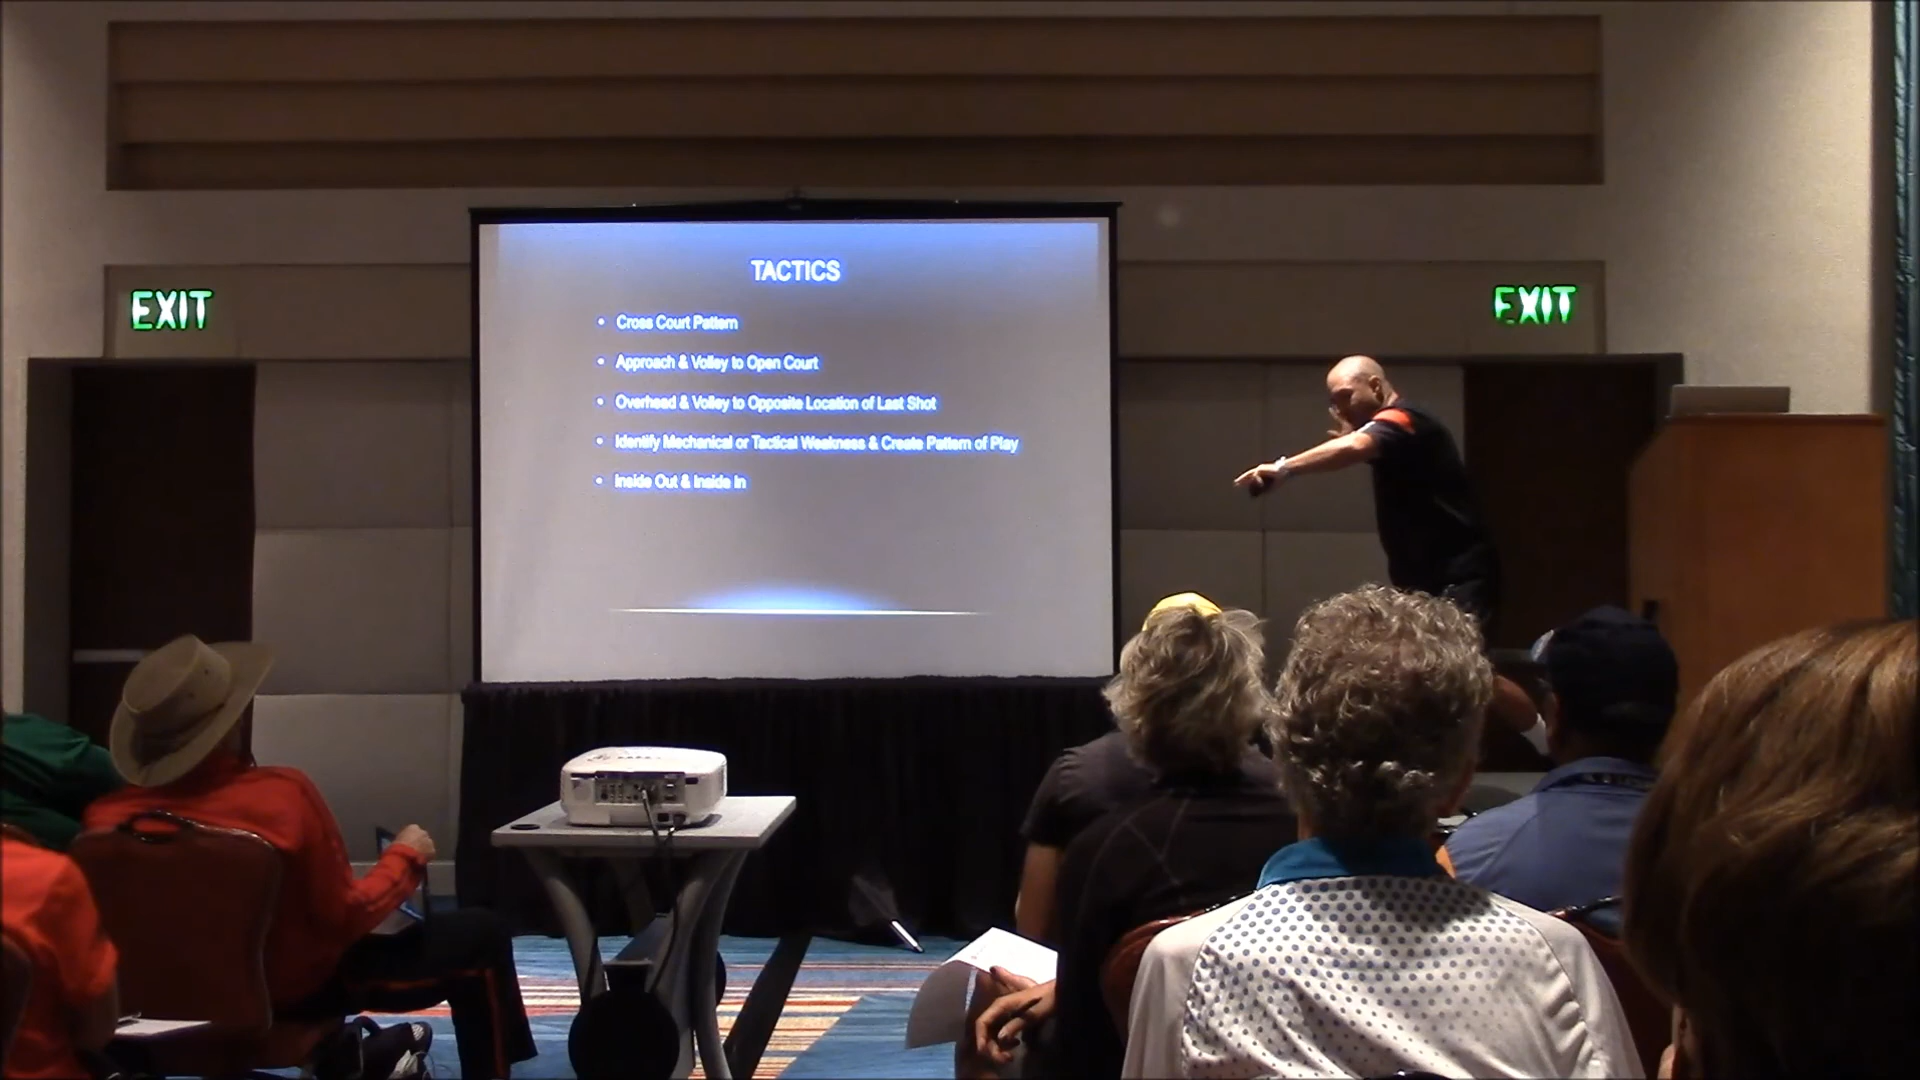 TACTICS
EXIT
EXIT
• Cross Court Pattern
• Approach & Volley to Open Court
• Overhead & Volley to Opposite Location of Last Shot
• Identify Mechanical or Tactical Weakness & Create Pattern of Play
• Inside Out & Inside In